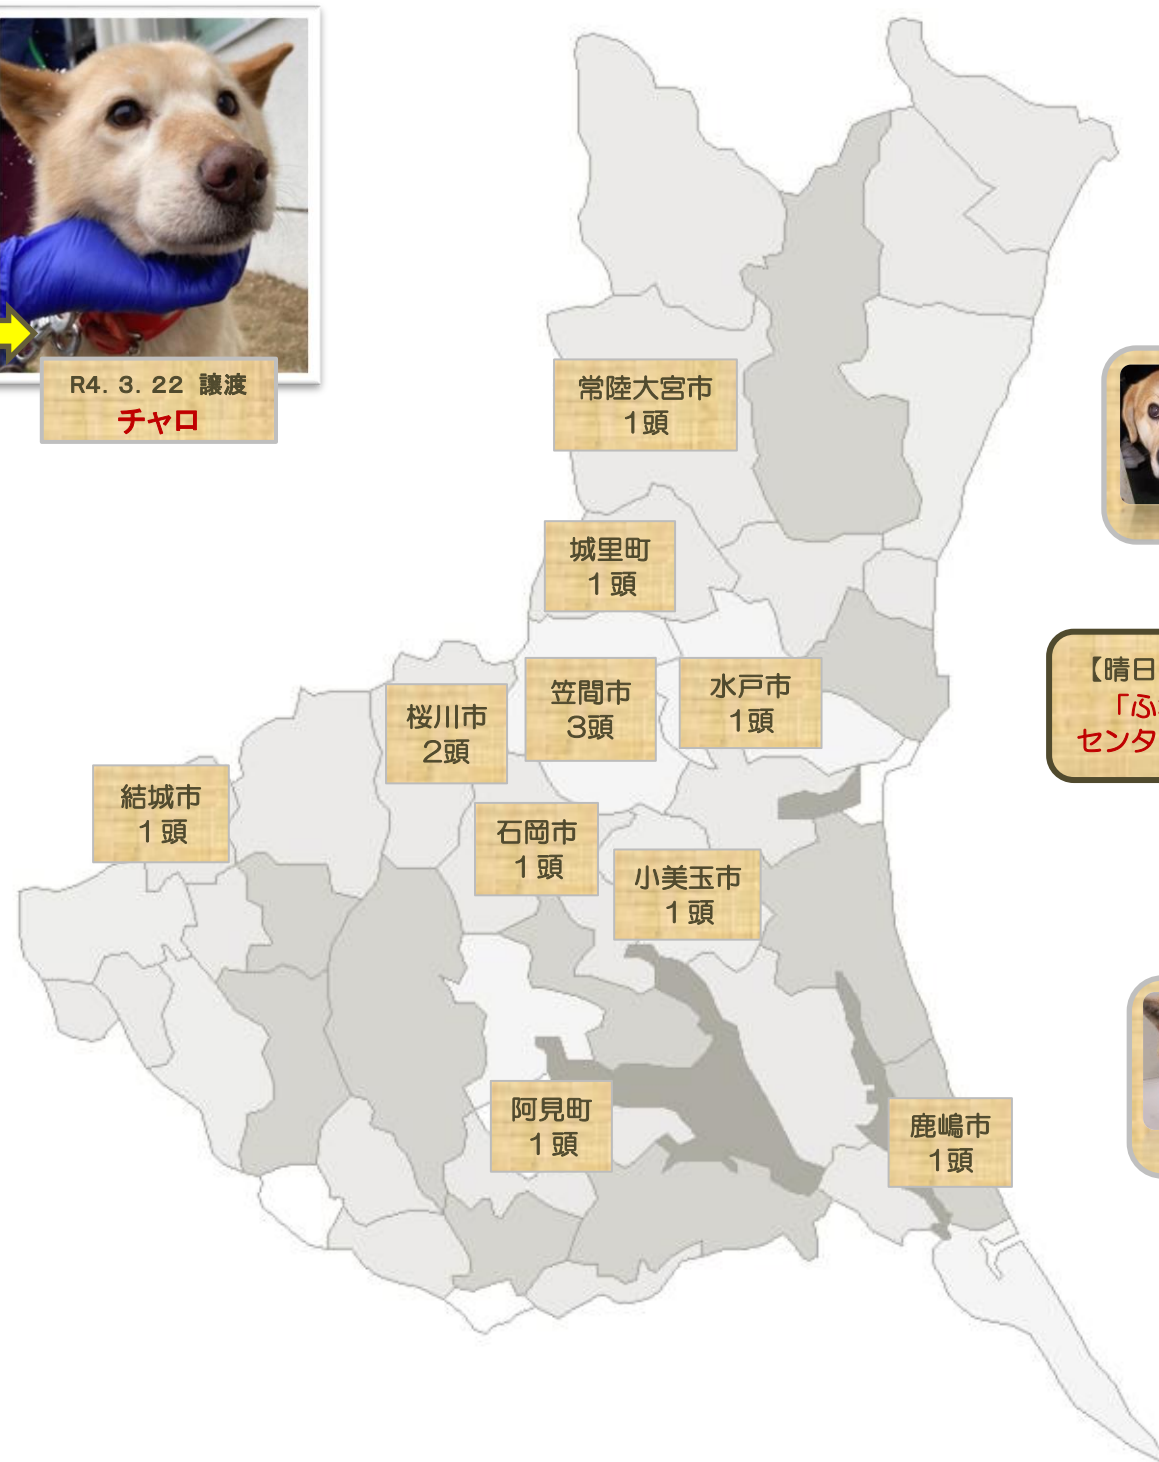 R4. 3. 22 譲渡
チャロ
常陸大宮市
1頭
城里町
1頭
笠間市
3頭
水戸市
1頭
桜川市
2頭
結城市
1頭
石岡市
1頭
小美玉市
1頭
【晴日
「ふ
センタ
阿見町
1頭
鹿嶋市
1頭